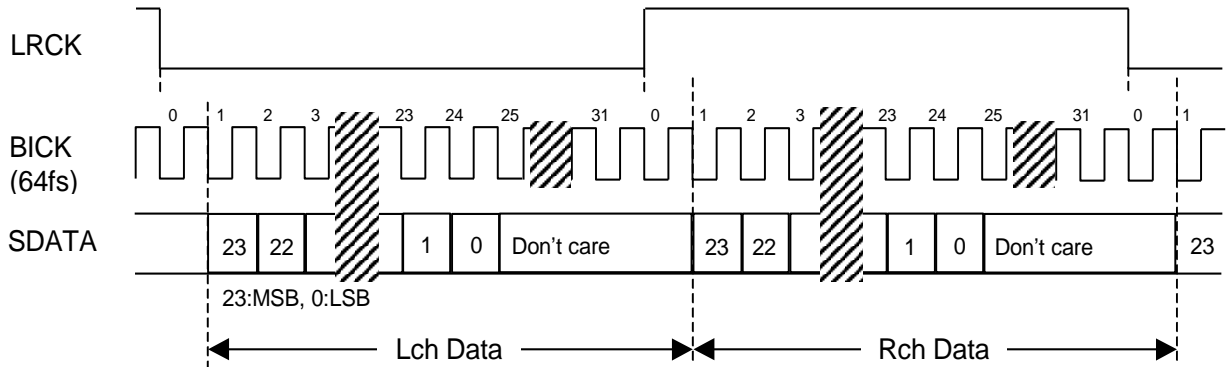 LRCK
0 1 2 3 23 24 25 31 0 1 2 3 23 24 25 31 0 1
BICK
(64fs)
SDATA
23 22 1 0 Don't care 23 22 1 0 Don't care 23
23:MSB, 0:LSB
Lch Data Rch Data